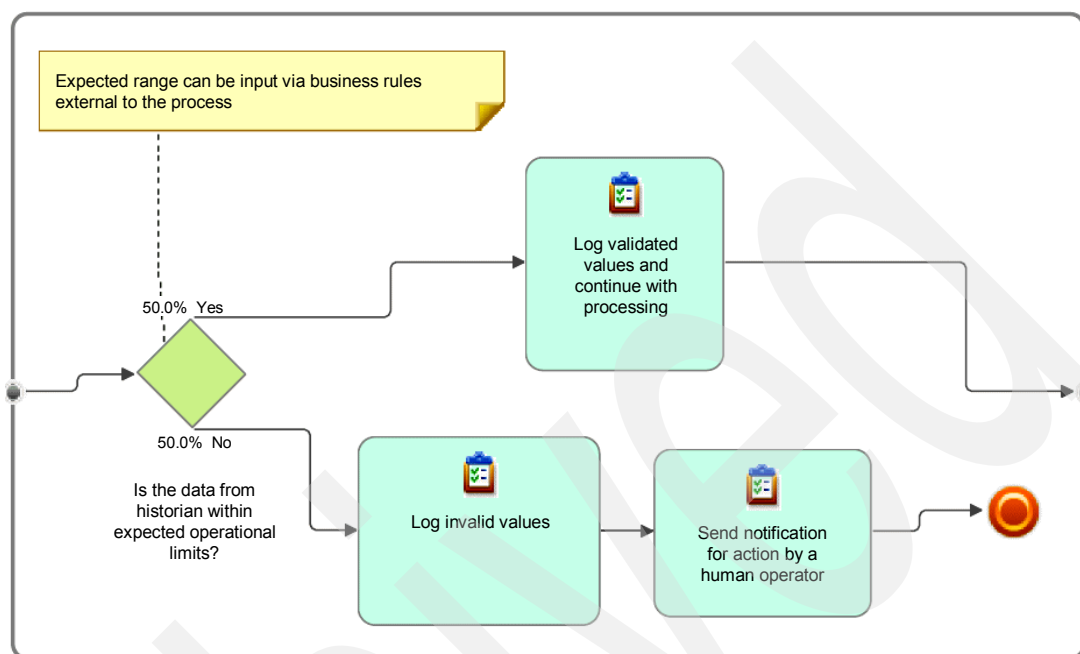 Expected range can be input via business rules
external to the process
Log validated
values and
continue with
processing
50.0% Yes
50.0% No
Is the data from
historian within
expected operational
limits?
Log invalid values
Send notification
for action by a
human operator